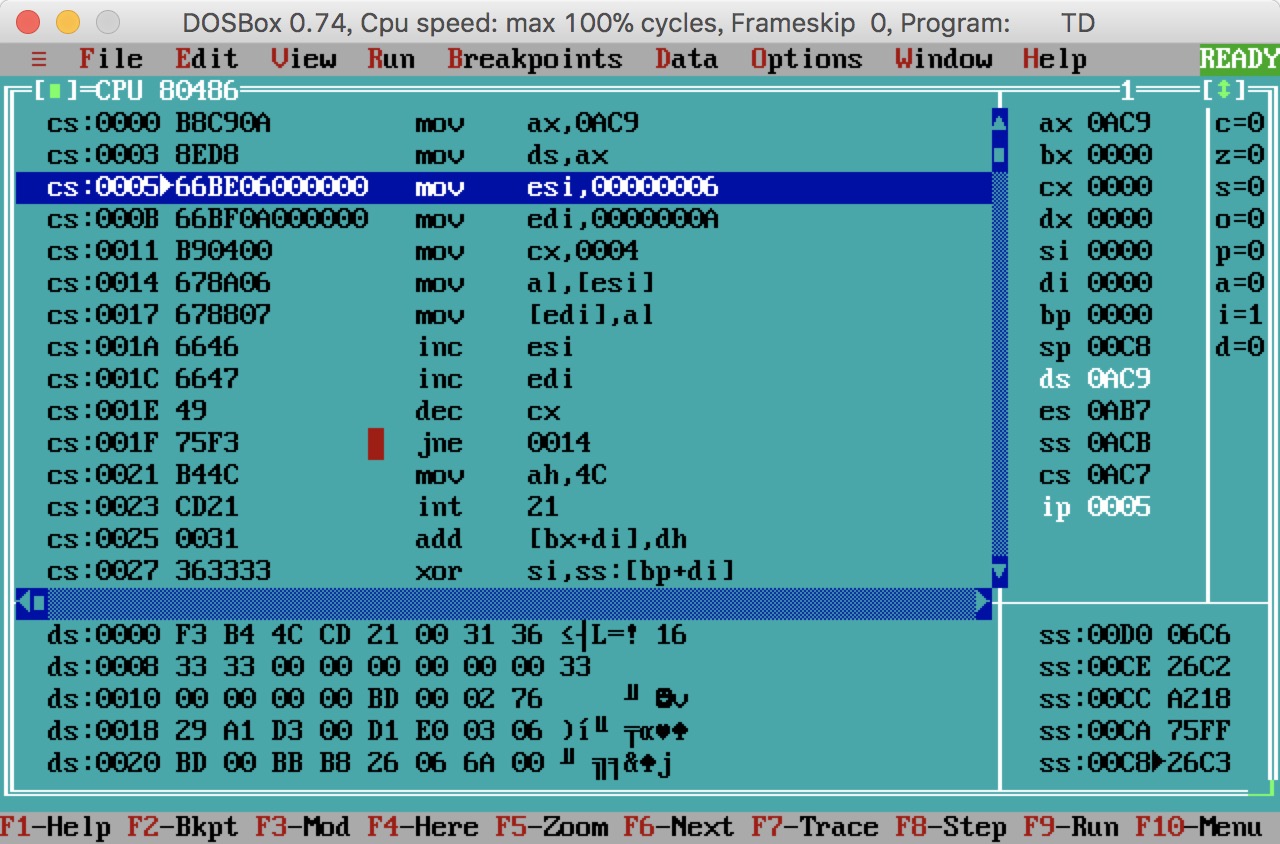 DOSBox 0.74, Cpu speed: max 100% cycles, Frameskip 0, Program: TD
≡ File Edit View Run Breakpoints Data Options Window Help READY
[■]=CPU 80486 1 [↕]
cs:0000 B8C90A mov ax,0AC9 ax 0AC9 c=0
cs:0003 8ED8 mov ds,ax bx 0000 z=0
cs:0005►66BE06000000 mov esi,00000006 cx 0000 s=0
cs:000B 66BF0A000000 mov edi,0000000A dx 0000 o=0
cs:0011 B90400 mov cx,0004 si 0000 p=0
cs:0014 678A06 mov al,[esi] di 0000 a=0
cs:0017 678807 mov [edi],al bp 0000 i=1
cs:001A 6646 inc esi sp 00C8 d=0
cs:001C 6647 inc edi ds 0AC9
cs:001E 49 dec cx es 0AB7
cs:001F 75F3 jne 0014 ss 0ACB
cs:0021 B44C mov ah,4C cs 0AC7
cs:0023 CD21 int 21 ip 0005
cs:0025 0031 add [bx+di],dh
cs:0027 363333 xor si,ss:[bp+di]
ds:0000 F3 B4 4C CD 21 00 31 36 ≤┤L=! 16 ss:00D0 06C6
ds:0008 33 33 00 00 00 00 00 00 33 ss:00CE 26C2
ds:0010 00 00 00 00 BD 00 02 76 ╜ ☻v ss:00CC A218
ds:0018 29 A1 D3 00 D1 E0 03 06 )í╙ ╤α♥♠ ss:00CA 75FF
ds:0020 BD 00 BB B8 26 06 6A 00 ╜ ╗╕&♠j ss:00C8►26C3
F1-Help F2-Bkpt F3-Mod F4-Here F5-Zoom F6-Next F7-Trace F8-Step F9-Run F10-Menu